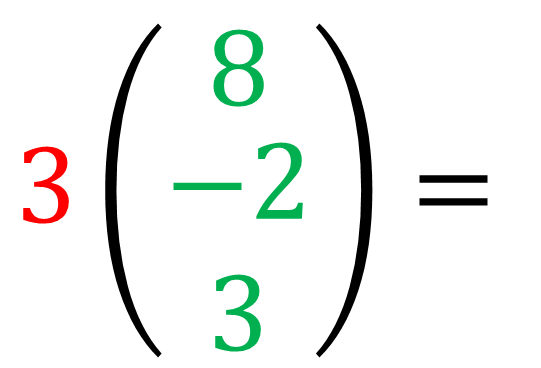 8
3 ( −2 ) =
3